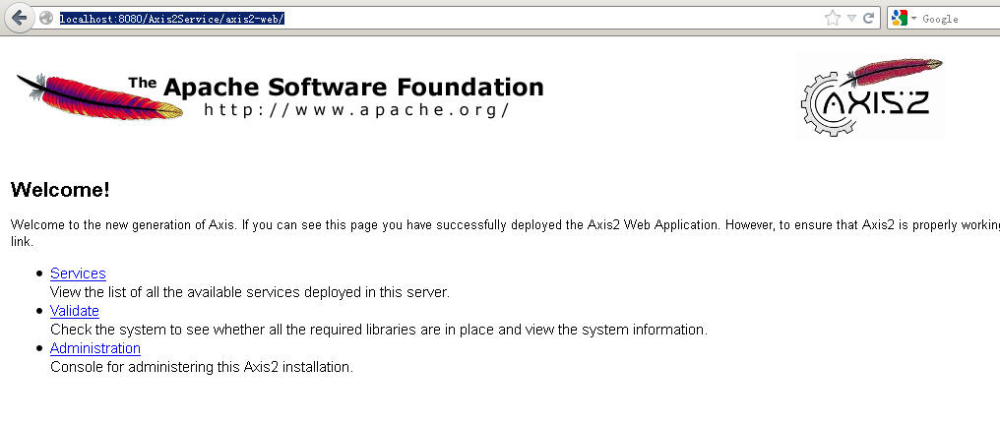 localhost:8080/Axis2Service/axis2-web/
Google
The Apache Software Foundation
http://www.apache.org/
AXIS2
Welcome!
Welcome to the new generation of Axis. If you can see this page you have successfully deployed the Axis2 Web Application. However, to ensure that Axis2 is properly working
link.
Services
View the list of all the available services deployed in this server.
Validate
Check the system to see whether all the required libraries are in place and view the system information.
Administration
Console for administering this Axis2 installation.